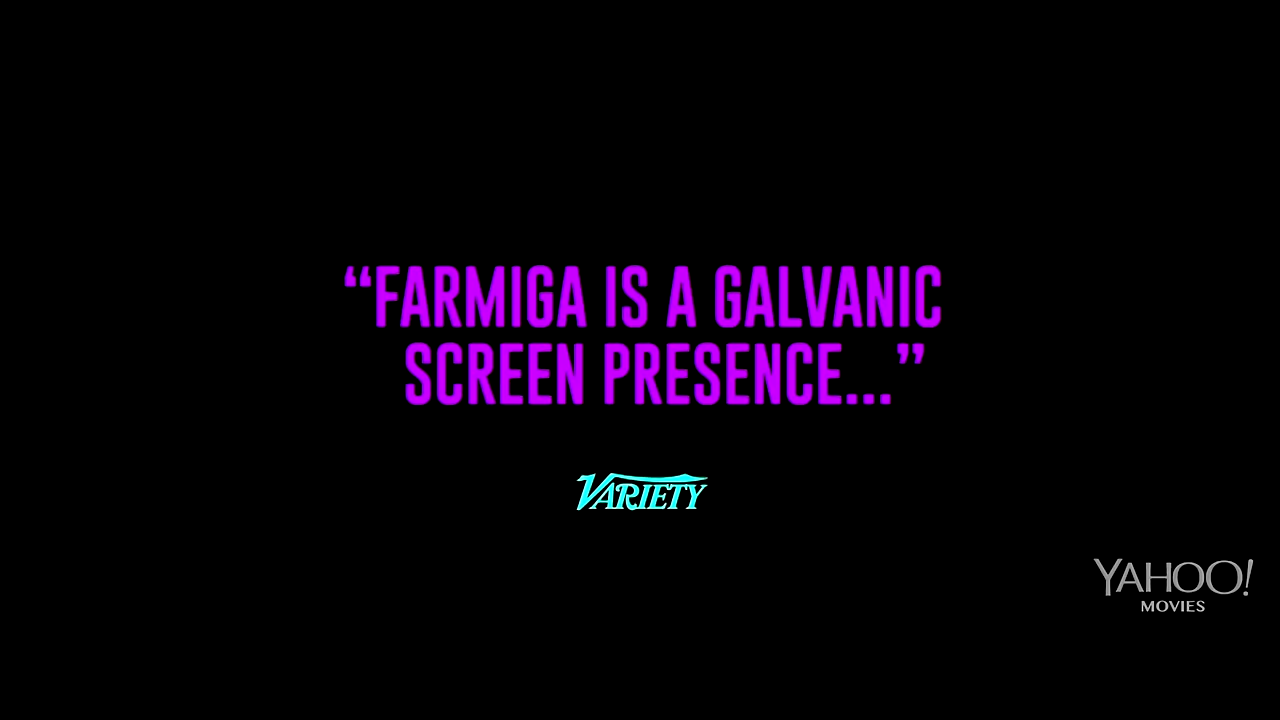 “FARMIGA IS A GALVANIC
SCREEN PRESENCE...”
VARIETY
YAHOO!
MOVIES